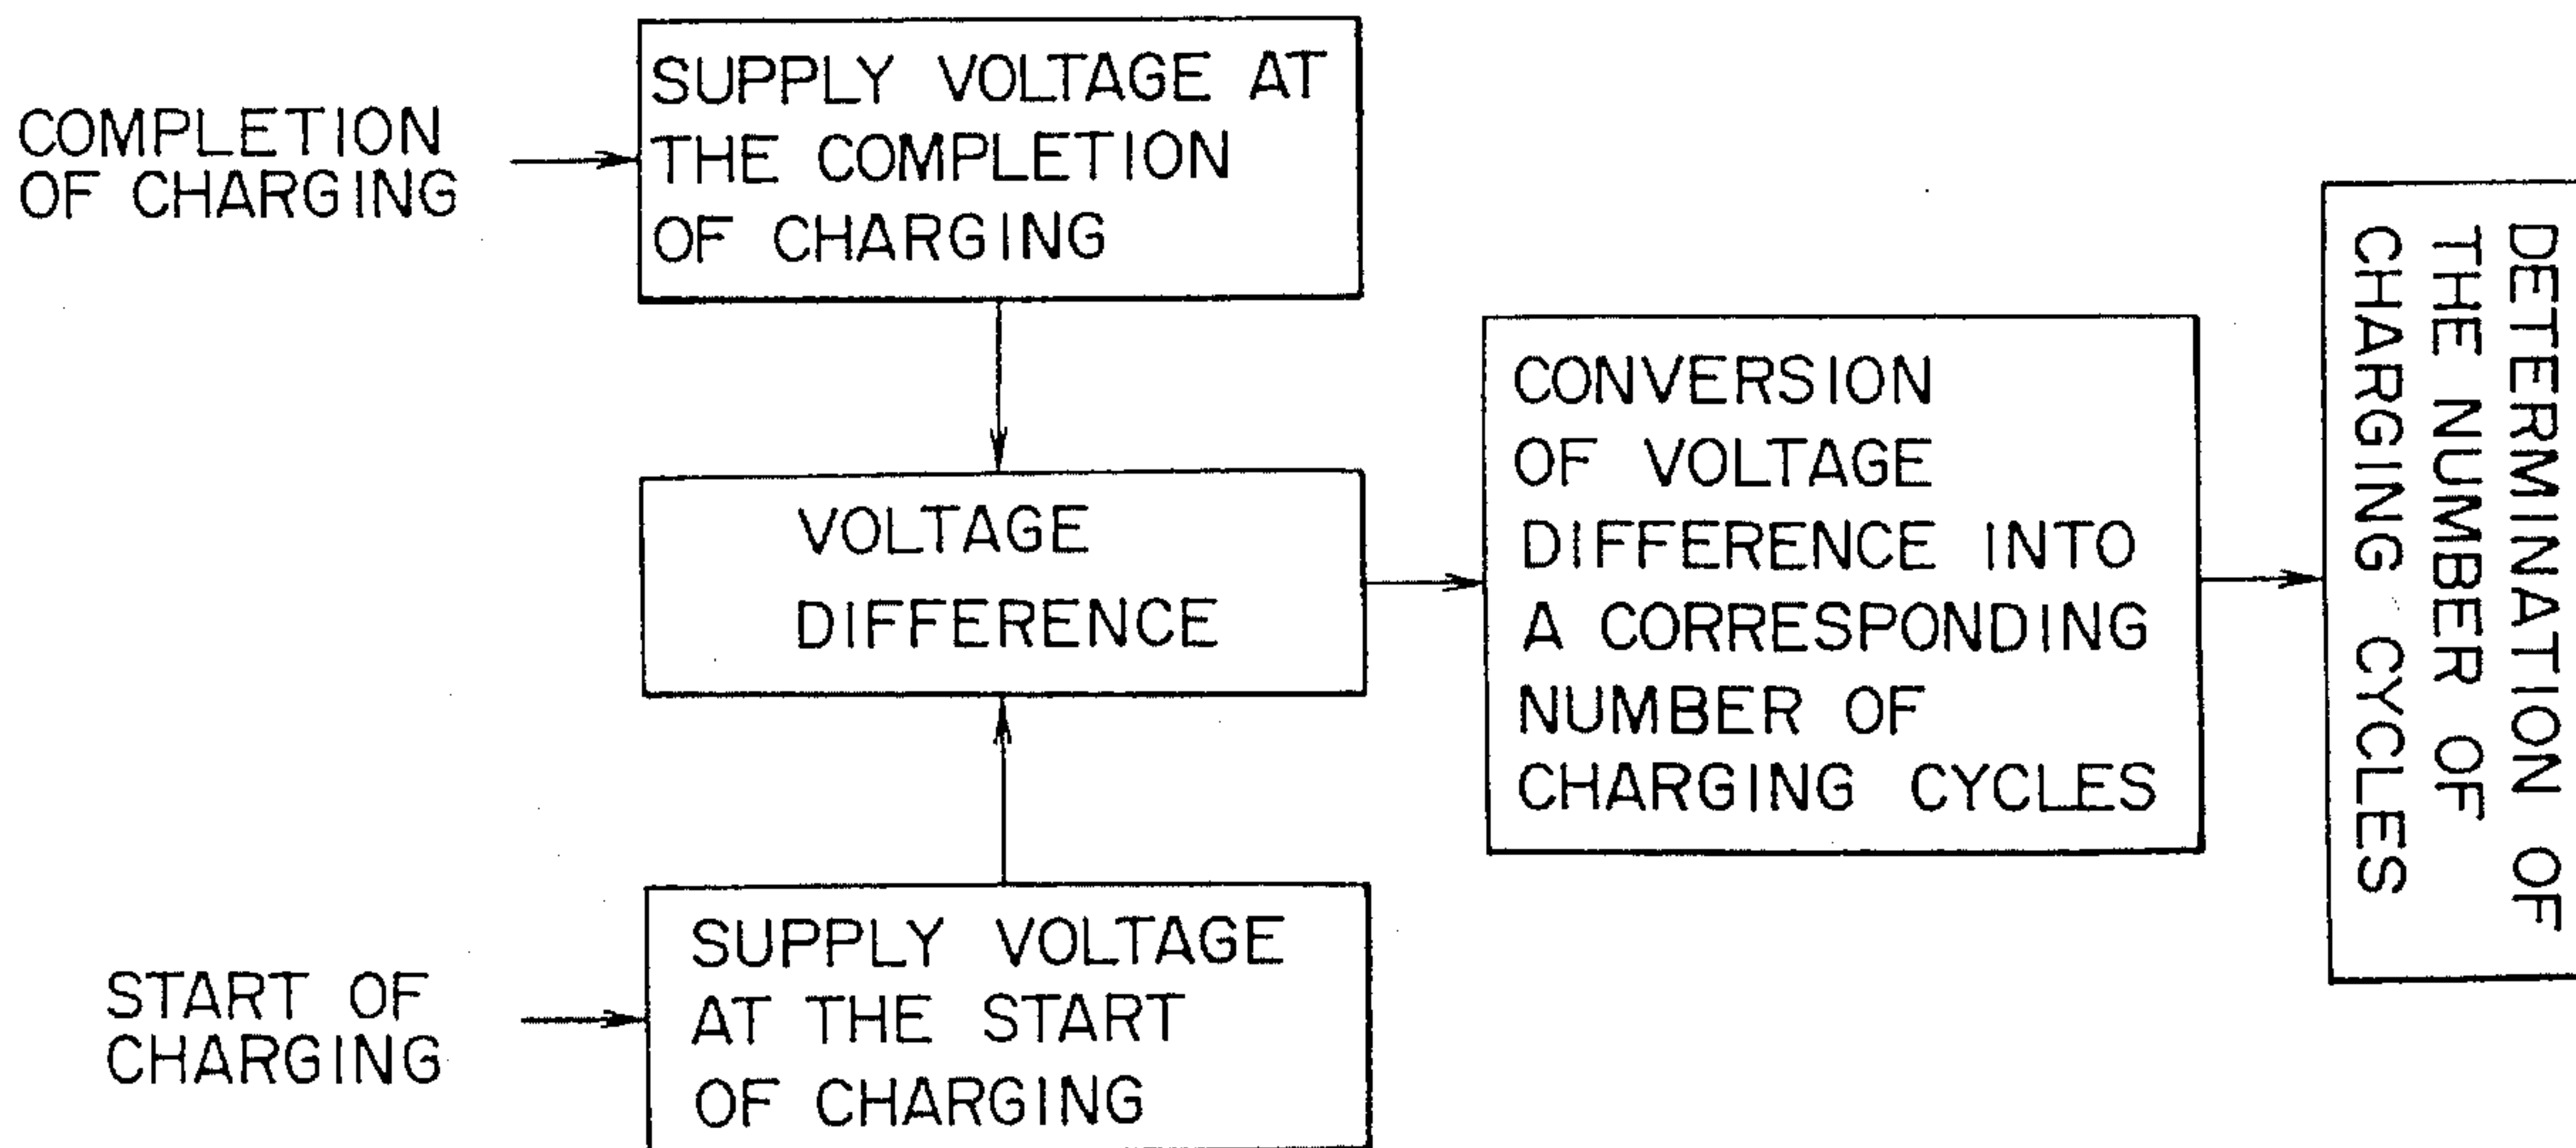 COMPLETION
OF CHARGING
SUPPLY VOLTAGE AT
THE COMPLETION
OF CHARGING
VOLTAGE
DIFFERENCE
START OF
CHARGING
SUPPLY VOLTAGE
AT THE START
OF CHARGING
CONVERSION
OF VOLTAGE
DIFFERENCE INTO
A CORRESPONDING
NUMBER OF
CHARGING CYCLES
DETERMINATION OF
THE NUMBER OF
CHARGING CYCLES